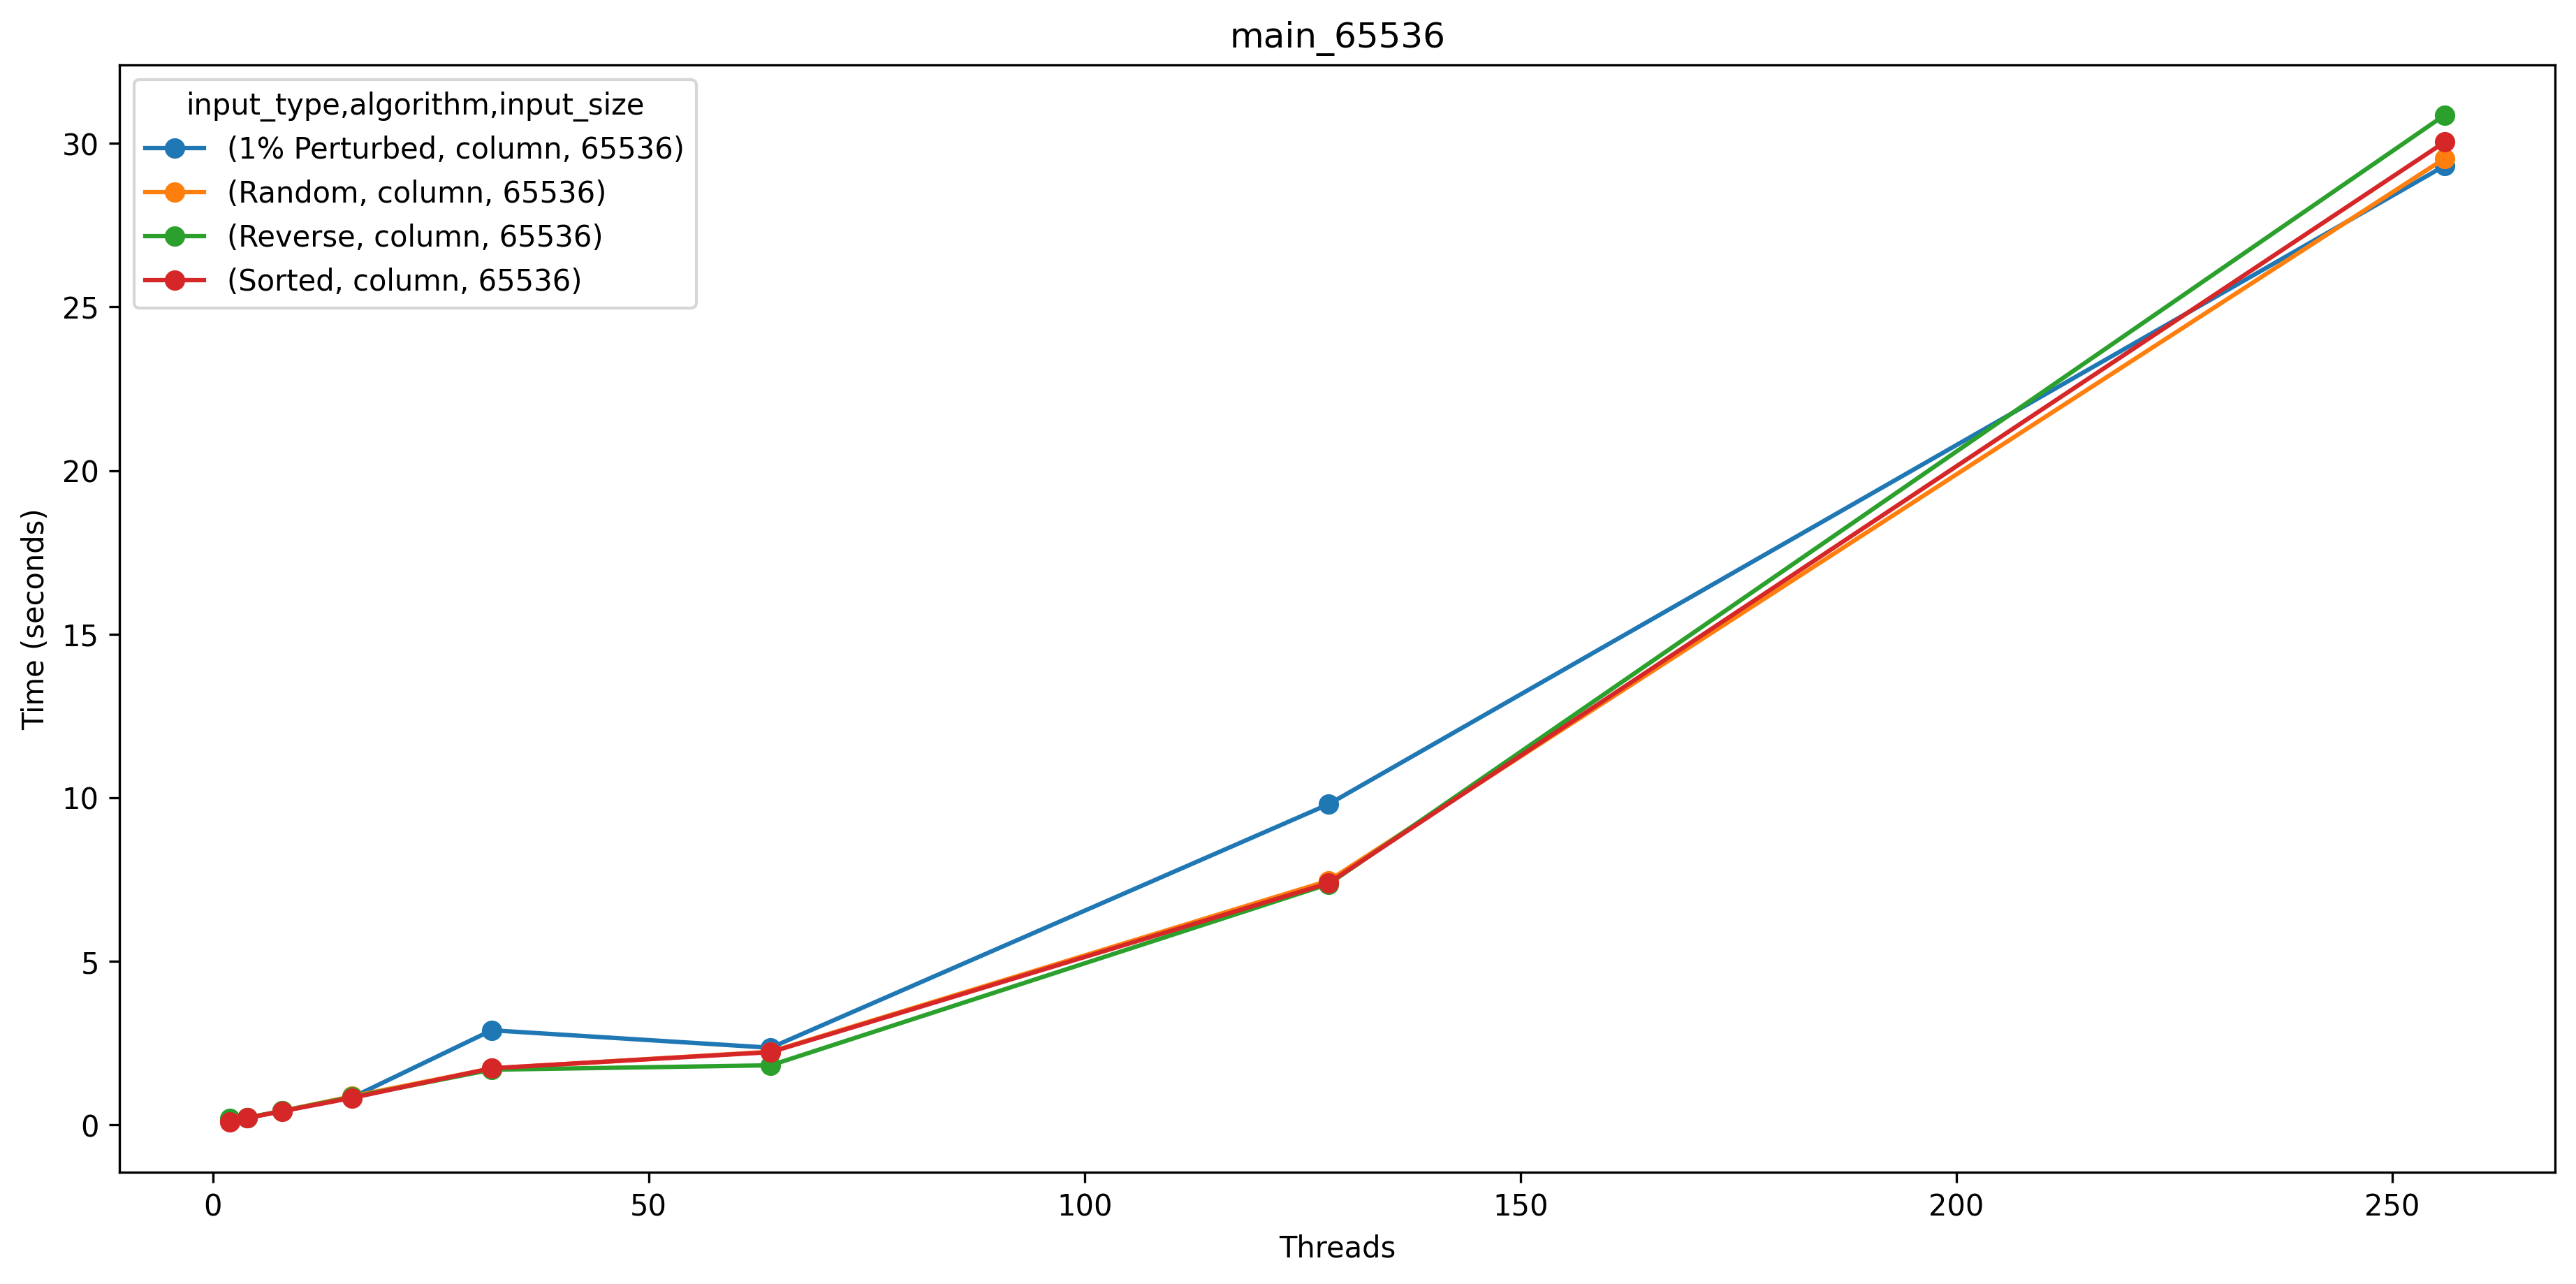 main_65536
input_type,algorithm,input_size
(1% Perturbed, column, 65536)
(Random, column, 65536)
(Reverse, column, 65536)
(Sorted, column, 65536)
30
25
20
15
10
5
0
Time (seconds)
0 50 100 150 200 250
Threads